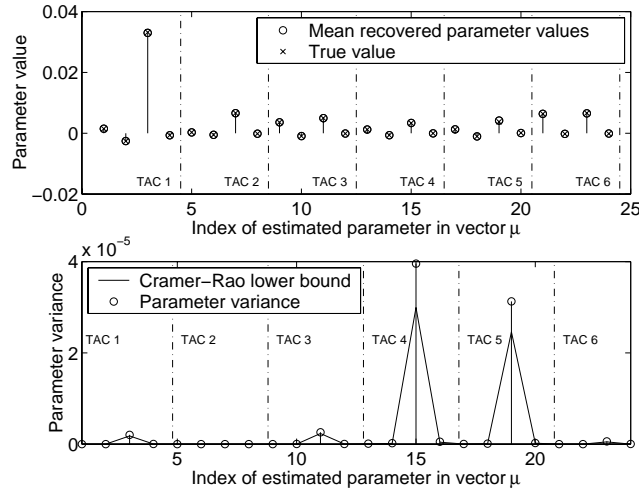 0.04
0.02
0
−0.02
Parameter value
Mean recovered parameter values
True value
TAC 1
TAC 2
TAC 3
TAC 4
TAC 5
TAC 6
0
5
10
15
20
25
Index of estimated parameter in vector μ
x 10
−5
4
2
0
Parameter variance
Cramer−Rao lower bound
Parameter variance
TAC 1
TAC 2
TAC 3
TAC 4
TAC 5
TAC 6
5
10
15
20
Index of estimated parameter in vector μ